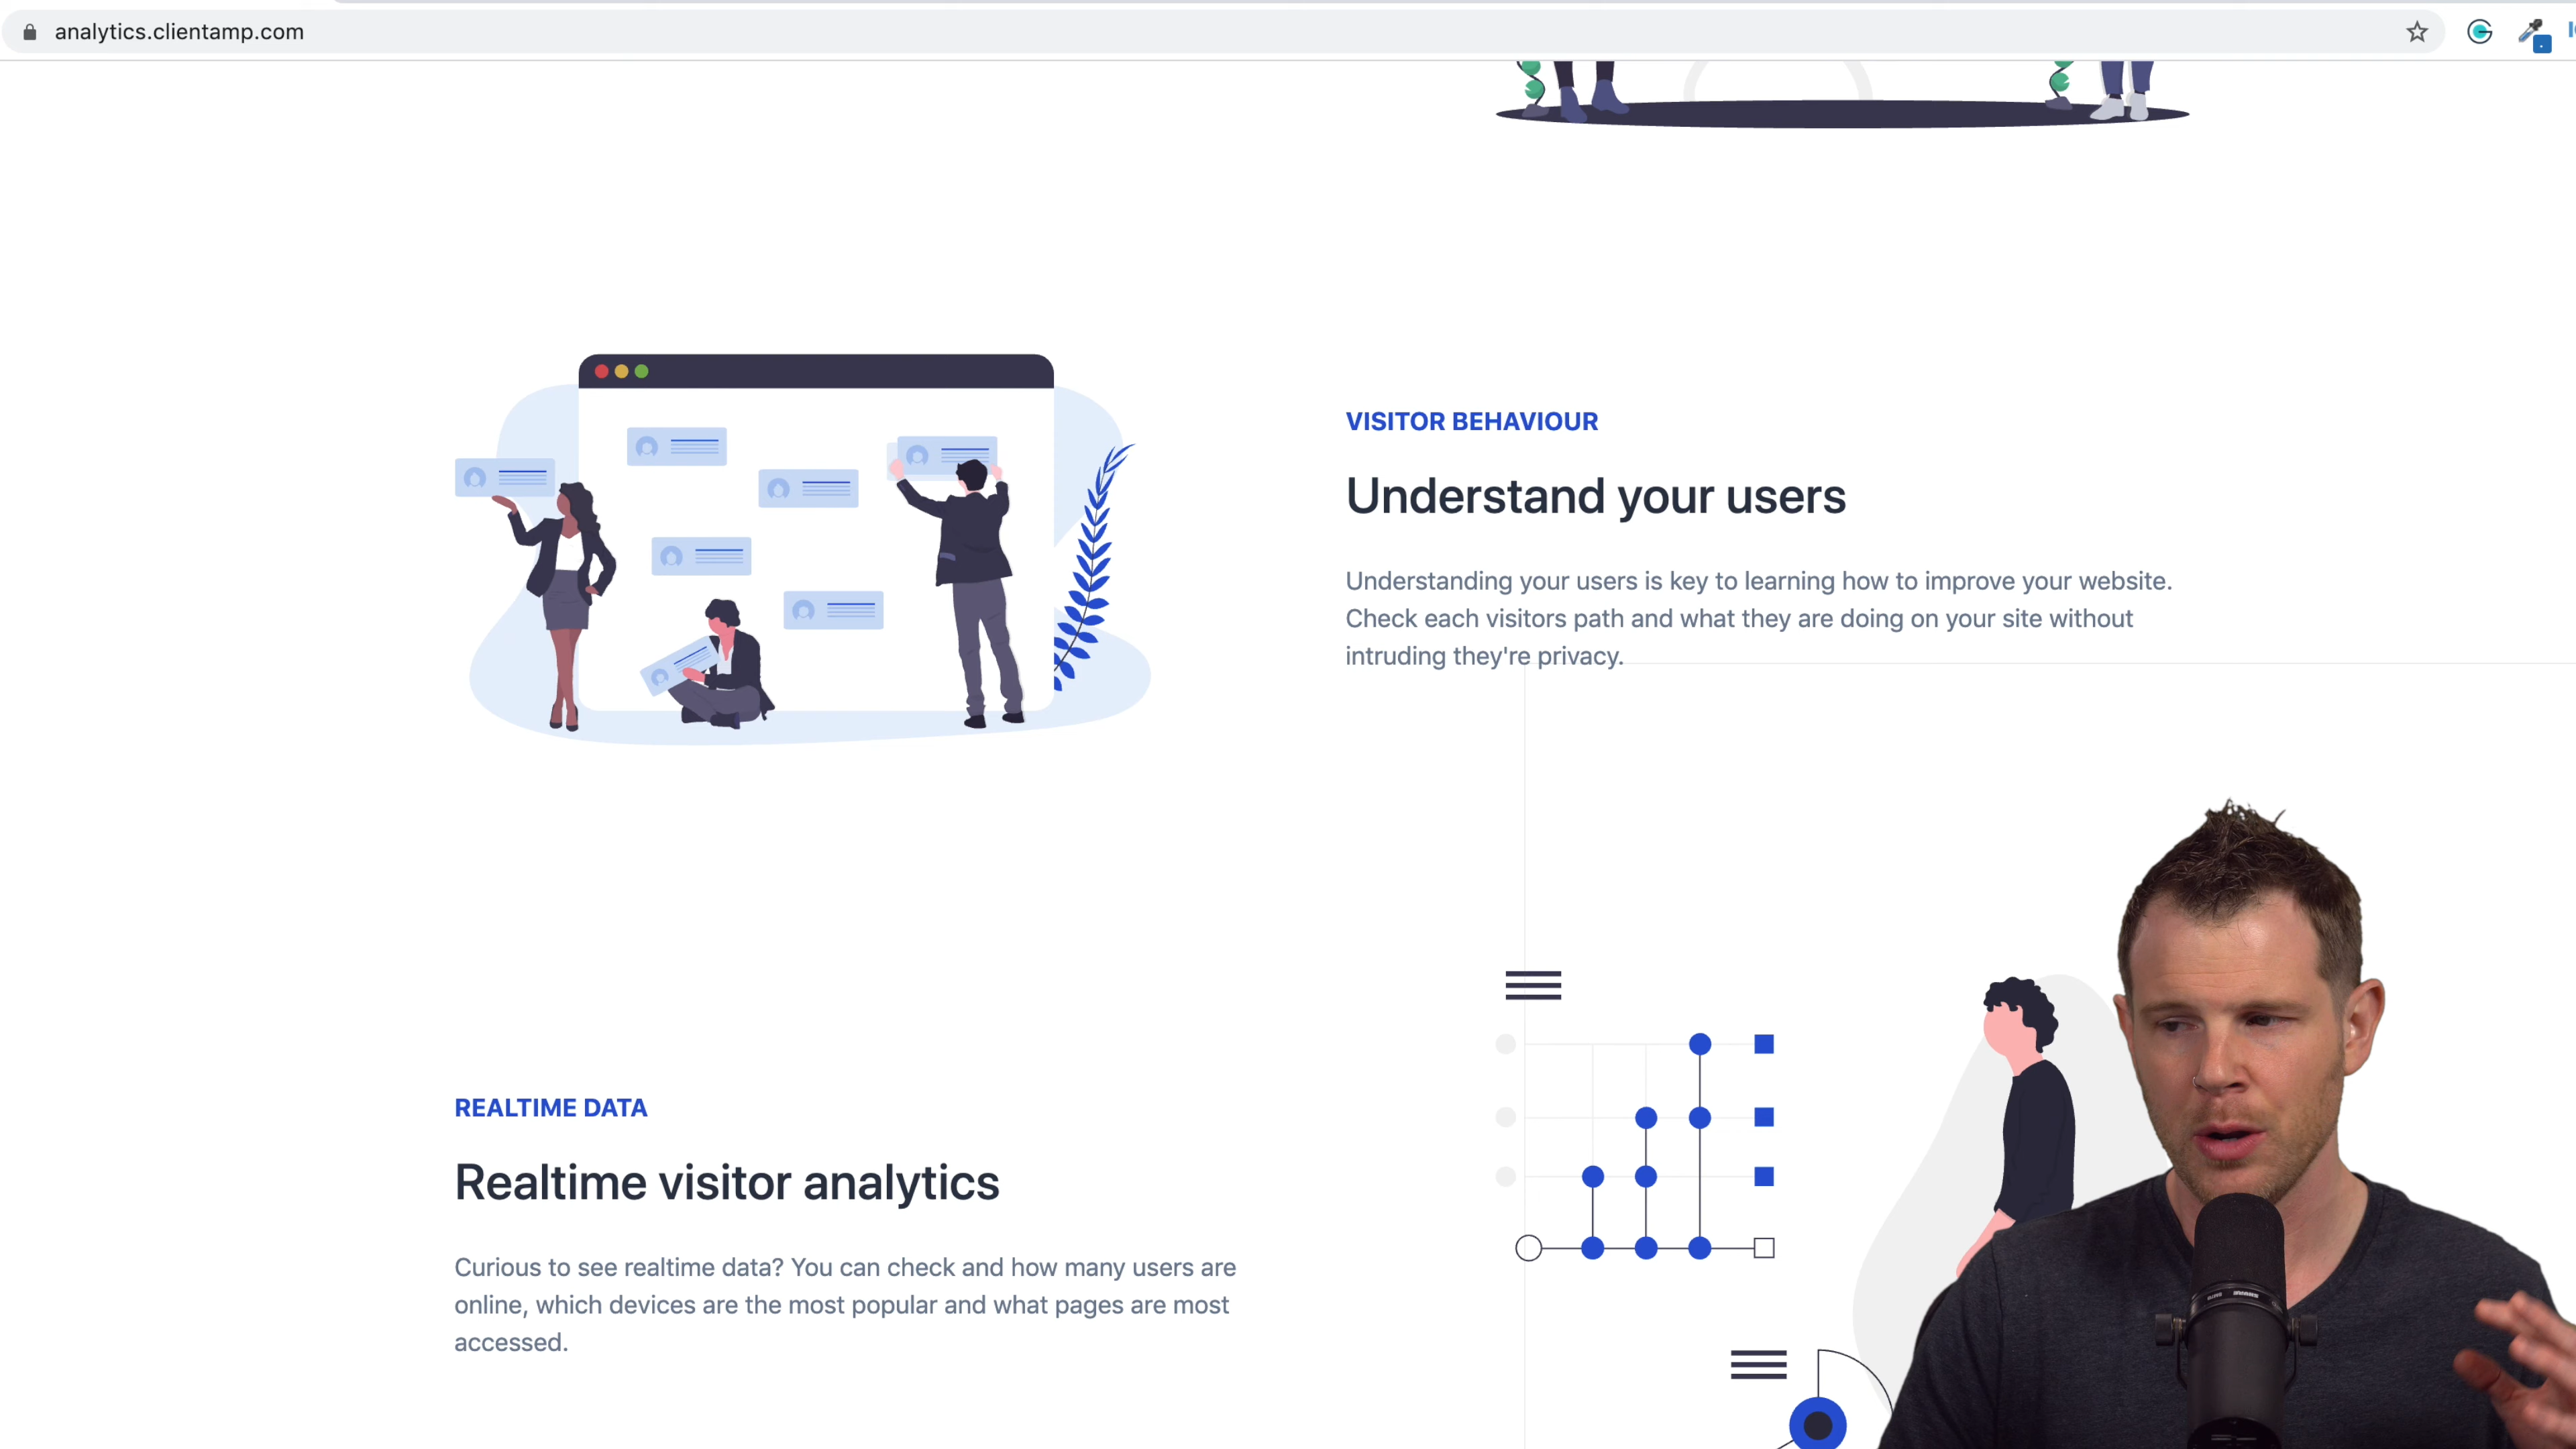 analytics.clientamp.com
VISITOR BEHAVIOUR
Understand your users
Understanding your users is key to learning how to improve your website.
Check each visitors path and what they are doing on your site without
intruding they're privacy.
REALTIME DATA
Realtime visitor analytics
Curious to see realtime data? You can check and how many users are
online, which devices are the most popular and what pages are most
accessed.